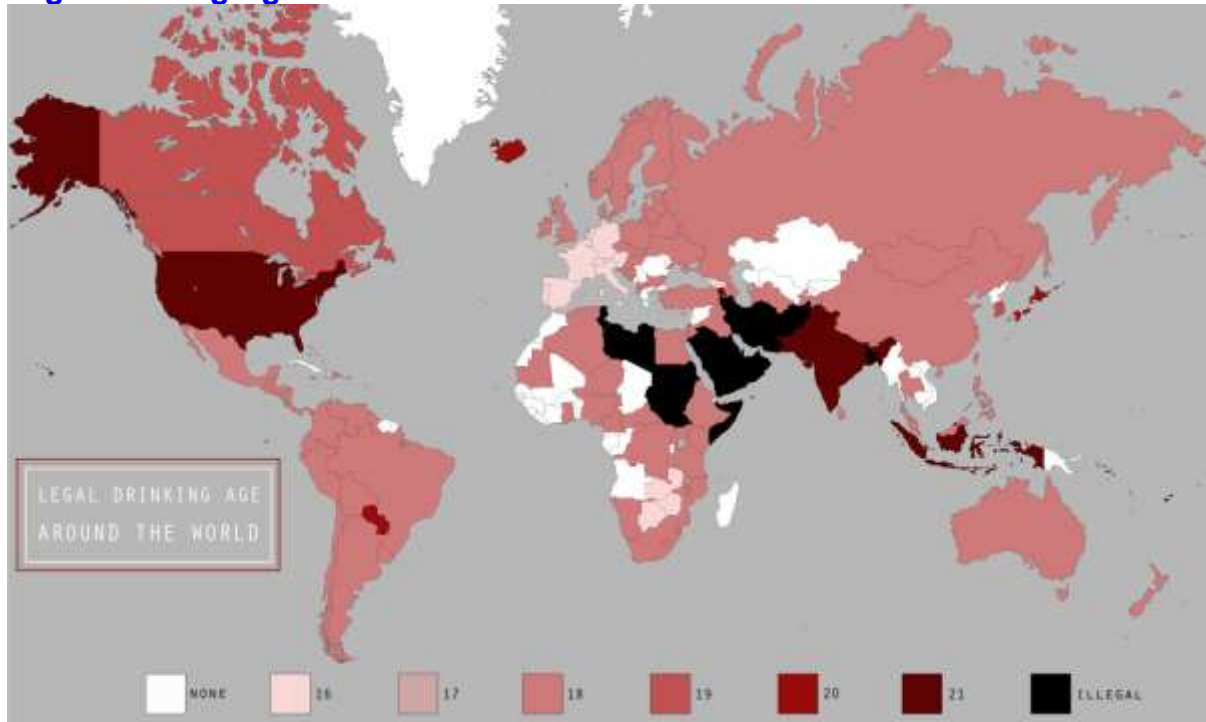 LEGAL DRINKING AGE
AROUND THE WORLD
NONE 16 17 18 19 20 21 ILLEGAL